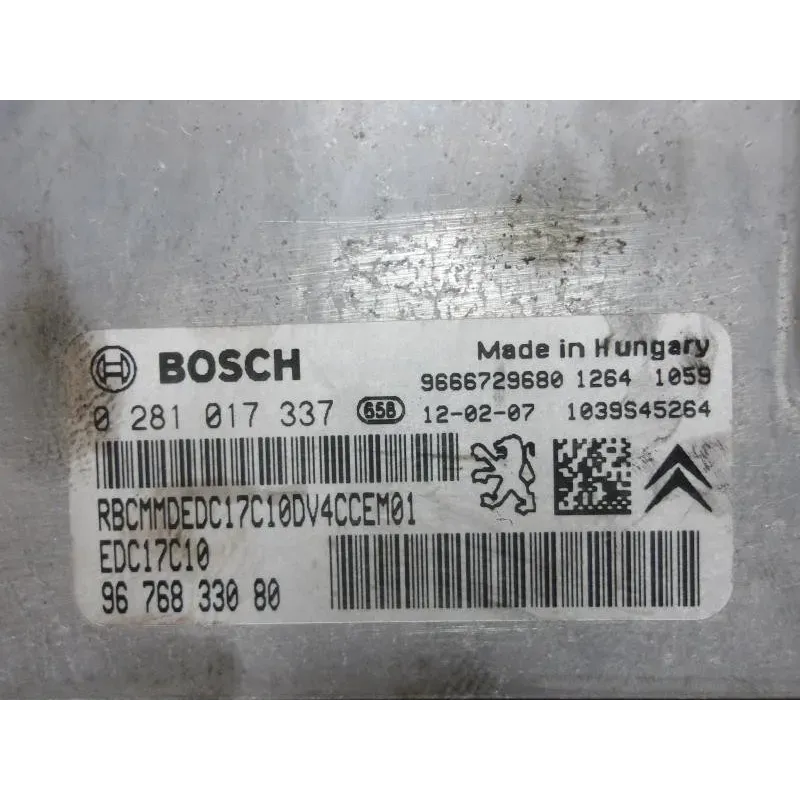 BOSCH
Made in Hungary
9666729680 1264 1059
0 281 017 337 658 12-02-07 1039S45264
RBCMMDEDC17C10DV4CCEM01
EDC17C10
96 768 330 80